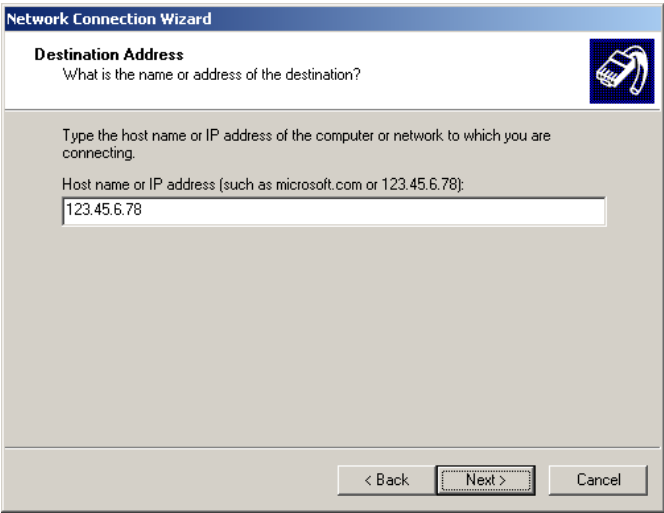 Network Connection Wizard
Destination Address
What is the name or address of the destination?
Type the host name or IP address of the computer or network to which you are
connecting.
Host name or IP address (such as microsoft.com or 123.45.6.78):
123.45.6.78
< Back
Next >
Cancel